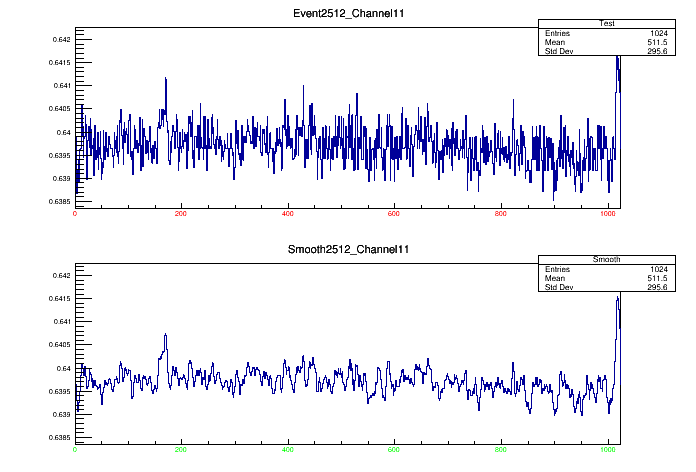 Event2512_Channel11
Test
Entries 1024
Mean 511.5
Std Dev 295.6
0.642
0.6415
0.641
0.6405
0.64
0.6395
0.639
0.6385
0 200 400 600 800 1000
Smooth2512_Channel11
Smooth
Entries 1024
Mean 511.5
Std Dev 295.6
0.642
0.6415
0.641
0.6405
0.64
0.6395
0.639
0.6385
0 200 400 600 800 1000